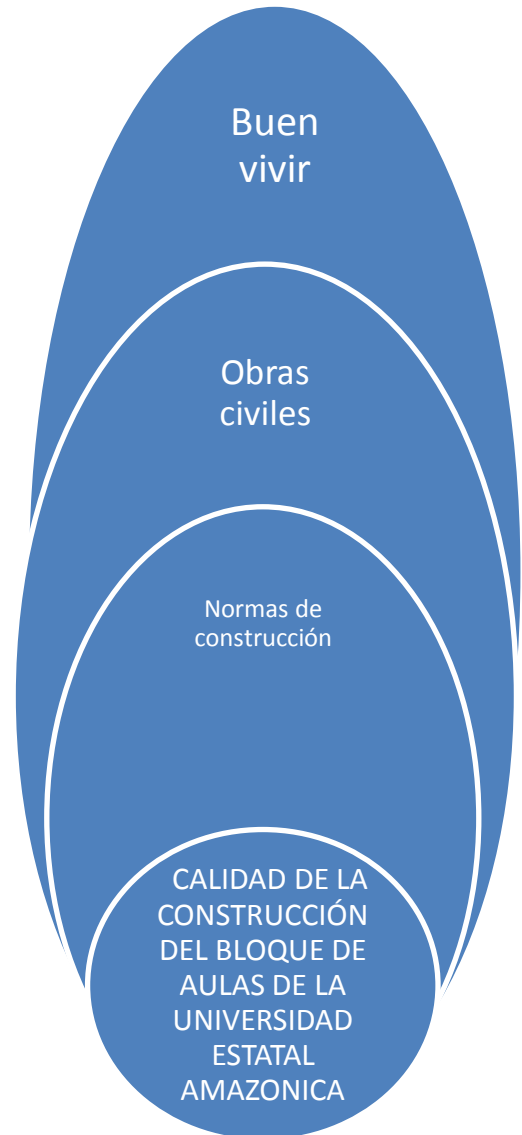 Buen
vivir
Obras
civiles
Normas de
construcción
CALIDAD DE LA
CONSTRUCCIÓN
DEL BLOQUE DE
AULAS DE LA
UNIVERSIDAD
ESTATAL
AMAZONICA